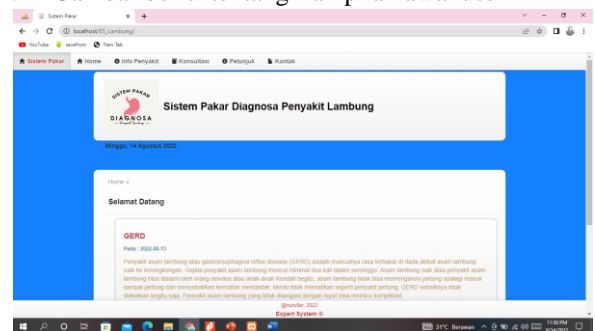 Sistem Pakar
localhost/ES_Lambung/
YouTube
savefrom
New Tab
Sistem Pakar
Home
Info Penyakit
Konsultasi
Petunjuk
Kontak
SISTEM PAKAR
DIAGNOSA
Sistem Pakar Diagnosa Penyakit Lambung
Minggu, 14 Agustus 2022
Home »
Selamat Datang
GERD
Pada : 2022-08-13
Penyakit asam lambung atau gastroesophageal reflux disease (GERD) adalah munculnya rasa terbakar di dada akibat asam lambung
naik ke kerongkongan. Gejala penyakit asam lambung muncul minimal dua kali dalam seminggu. Asam lambung naik atau penyakit asam
lambung bisa dialami oleh orang dewasa atau anak-anak Kendati begitu, asam lambung tidak bisa memengaruhi jantung apalagi masuk
sampai jantung dan menyebabkan kematian mendadak. Meski tidak mematikan seperti penyakit jantung, GERD sebaiknya tidak
diabaikan begitu saja. Penyakit asam lambung yang tidak ditangani dengan tepat bisa memicu komplikasi
2022
Expert System ©
31°C Berawan
11:58 PM